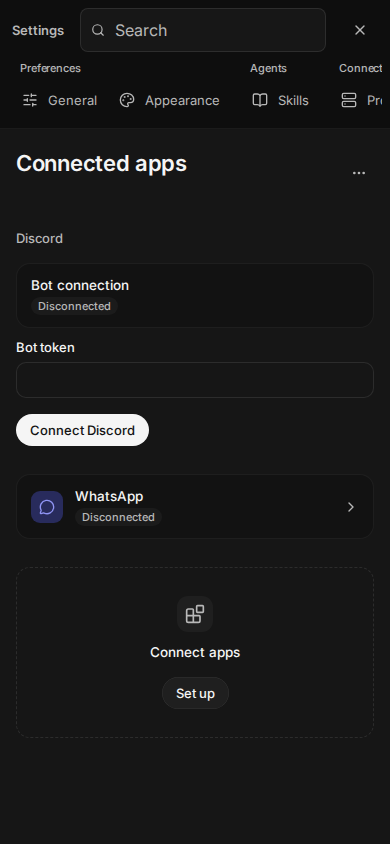 Settings
Search
Preferences
Agents
Connect
General
Appearance
Skills
Connected apps
Discord
Bot connection
Disconnected
Bot token
Connect Discord
WhatsApp
Disconnected
Connect apps
Set up